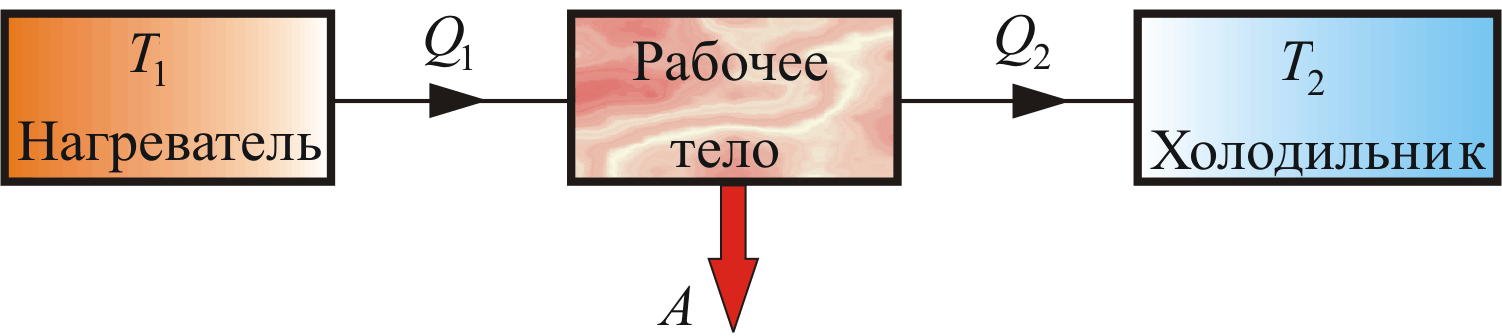 T₁
Нагреватель
Q₁
Рабочее
тело
Q₂
T₂
Холодильник
A